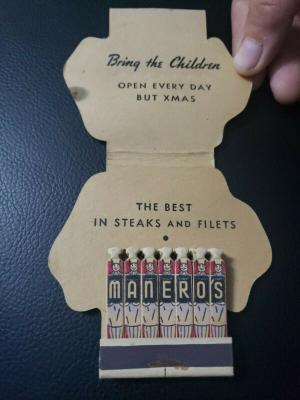 Bring the Children
OPEN EVERY DAY
BUT XMAS
THE BEST
IN STEAKS AND FILETS
MANERO'S